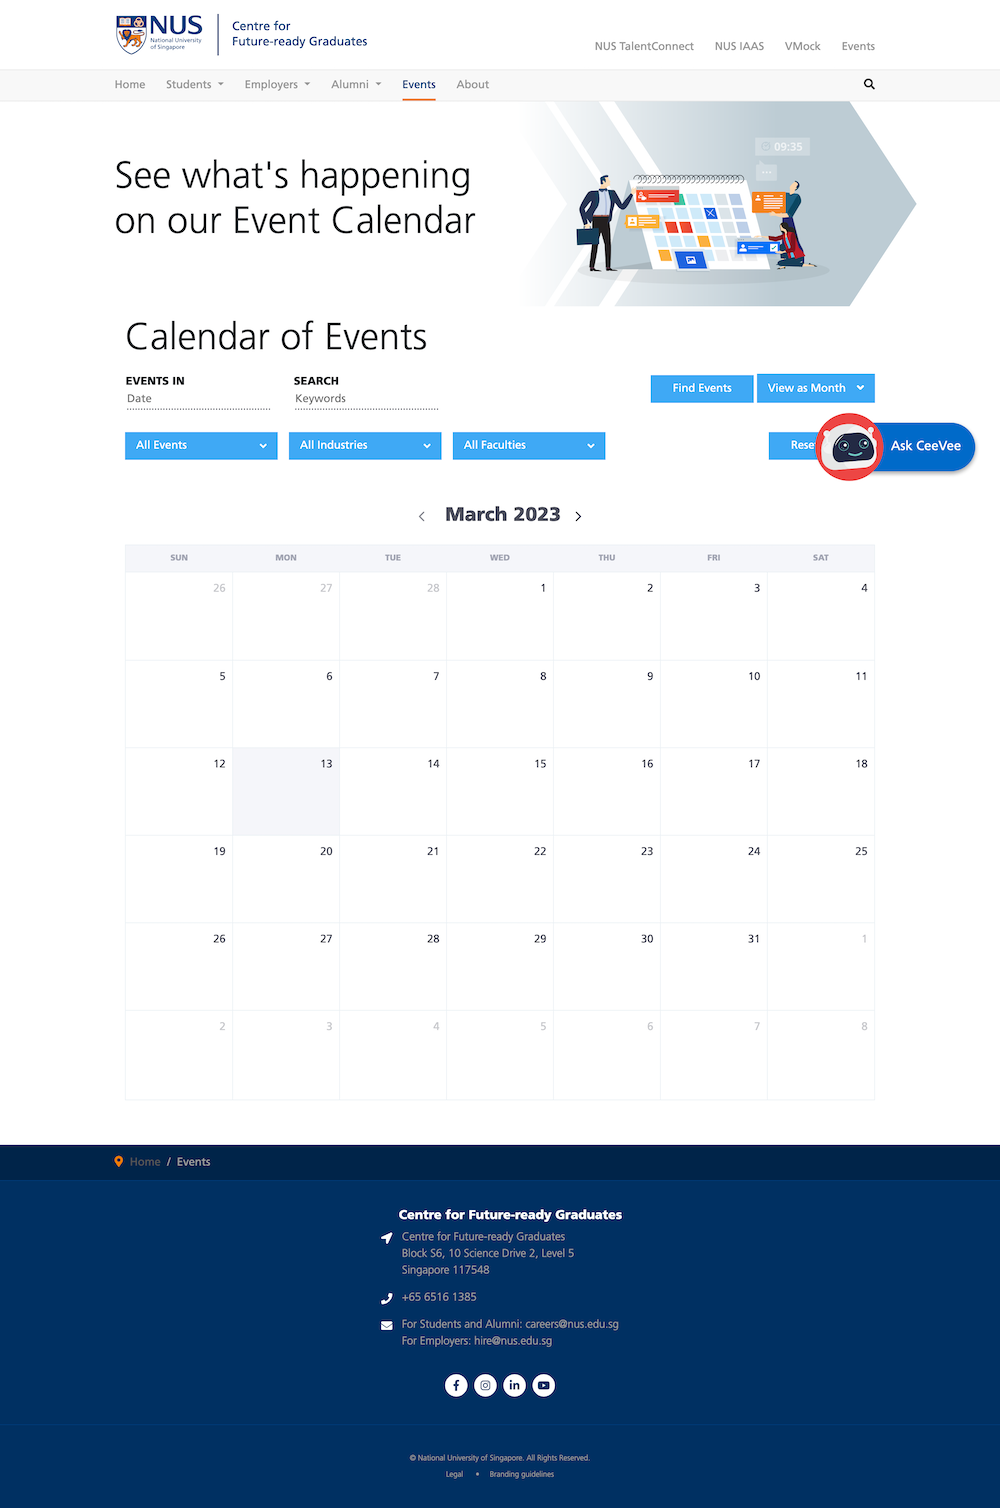 NUS
National University
of Singapore
Centre for
Future-ready Graduates
NUS TalentConnect
NUS IAAS
VMock
Events
Home
Students
Employers
Alumni
Events
About
See what's happening
on our Event Calendar
09:35
Calendar of Events
EVENTS IN
Date
SEARCH
Keywords
Find Events
View as Month
All Events
All Industries
All Faculties
Rese
Ask CeeVee
March 2023
SUN MON TUE WED THU FRI SAT
26 27 28 1 2 3 4
5 6 7 8 9 10 11
12 13 14 15 16 17 18
19 20 21 22 23 24 25
26 27 28 29 30 31 1
2 3 4 5 6 7 8
Home / Events
Centre for Future-ready Graduates
Centre for Future-ready Graduates
Block S6, 10 Science Drive 2, Level 5
Singapore 117548
+65 6516 1385
For Students and Alumni: careers@nus.edu.sg
For Employers: hire@nus.edu.sg
© National University of Singapore. All Rights Reserved.
Legal • Branding guidelines